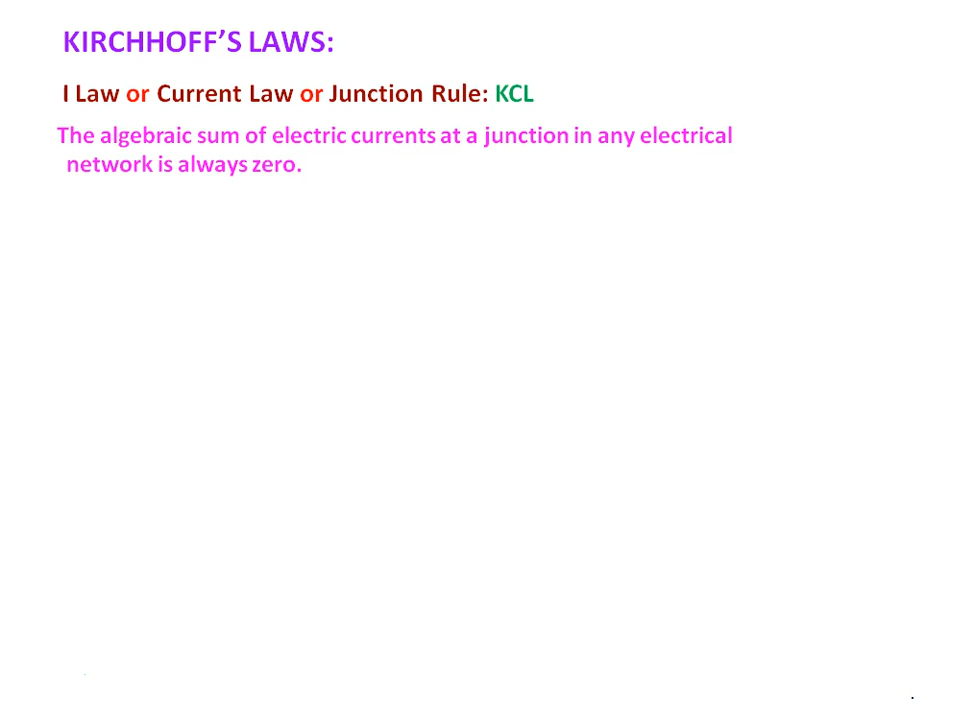 KIRCHHOFF’S LAWS:
I Law or Current Law or Junction Rule: KCL
The algebraic sum of electric currents at a junction in any electrical
network is always zero.